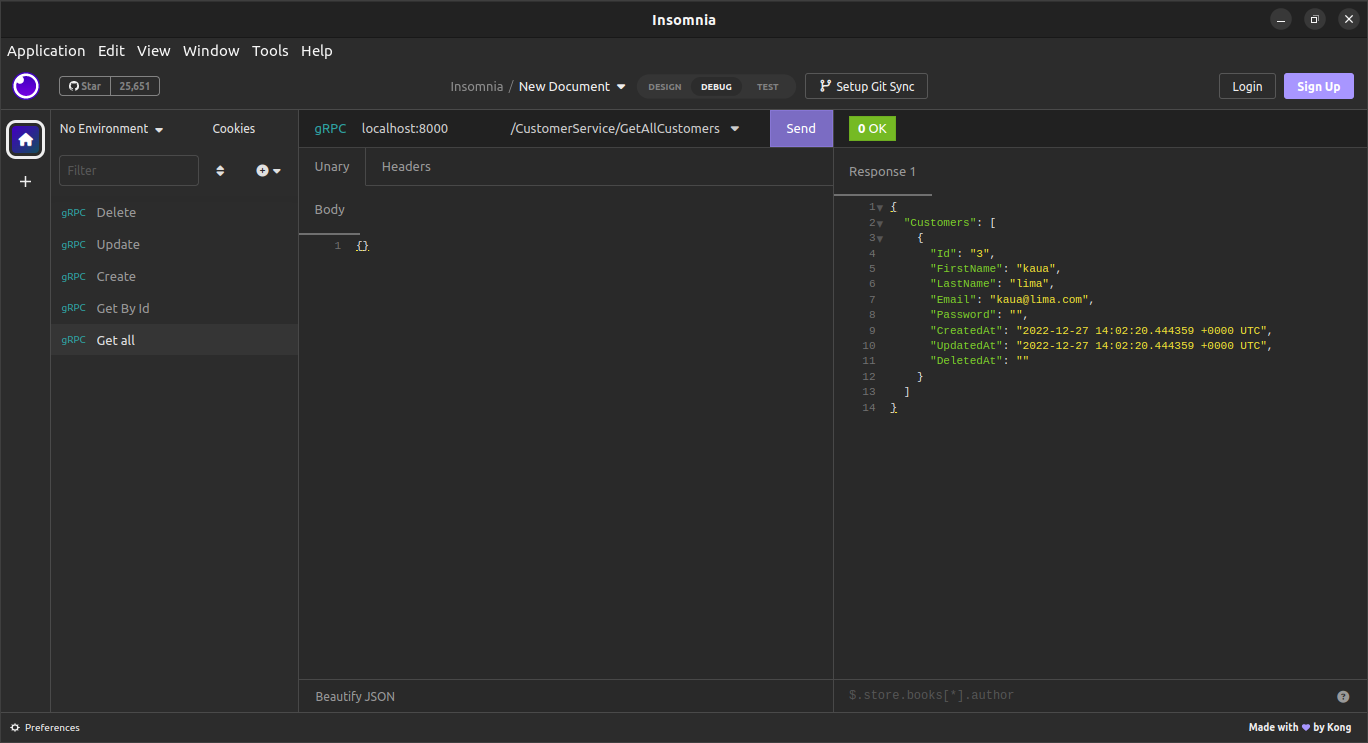 Insomnia
Application Edit View Window Tools Help
Star 25,651
Insomnia / New Document
DESIGN DEBUG TEST
Setup Git Sync
Login
Sign Up
No Environment
Cookies
Filter
gRPC Delete
gRPC Update
gRPC Create
gRPC Get By Id
gRPC Get all
gRPC localhost:8000 /CustomerService/GetAllCustomers
Send
Unary Headers
Body
1 {}
Beautify JSON
0 OK
Response 1
1 {
2 "Customers": [
3 {
4 "Id": "3",
5 "FirstName": "kaua",
6 "LastName": "lima",
7 "Email": "kaua@lima.com",
8 "Password": "",
9 "CreatedAt": "2022-12-27 14:02:20.444359 +0000 UTC",
10 "UpdatedAt": "2022-12-27 14:02:20.444359 +0000 UTC",
11 "DeletedAt": ""
12 }
13 ]
14 }
$.store.books[*].author
?
Preferences
Made with ♥ by Kong